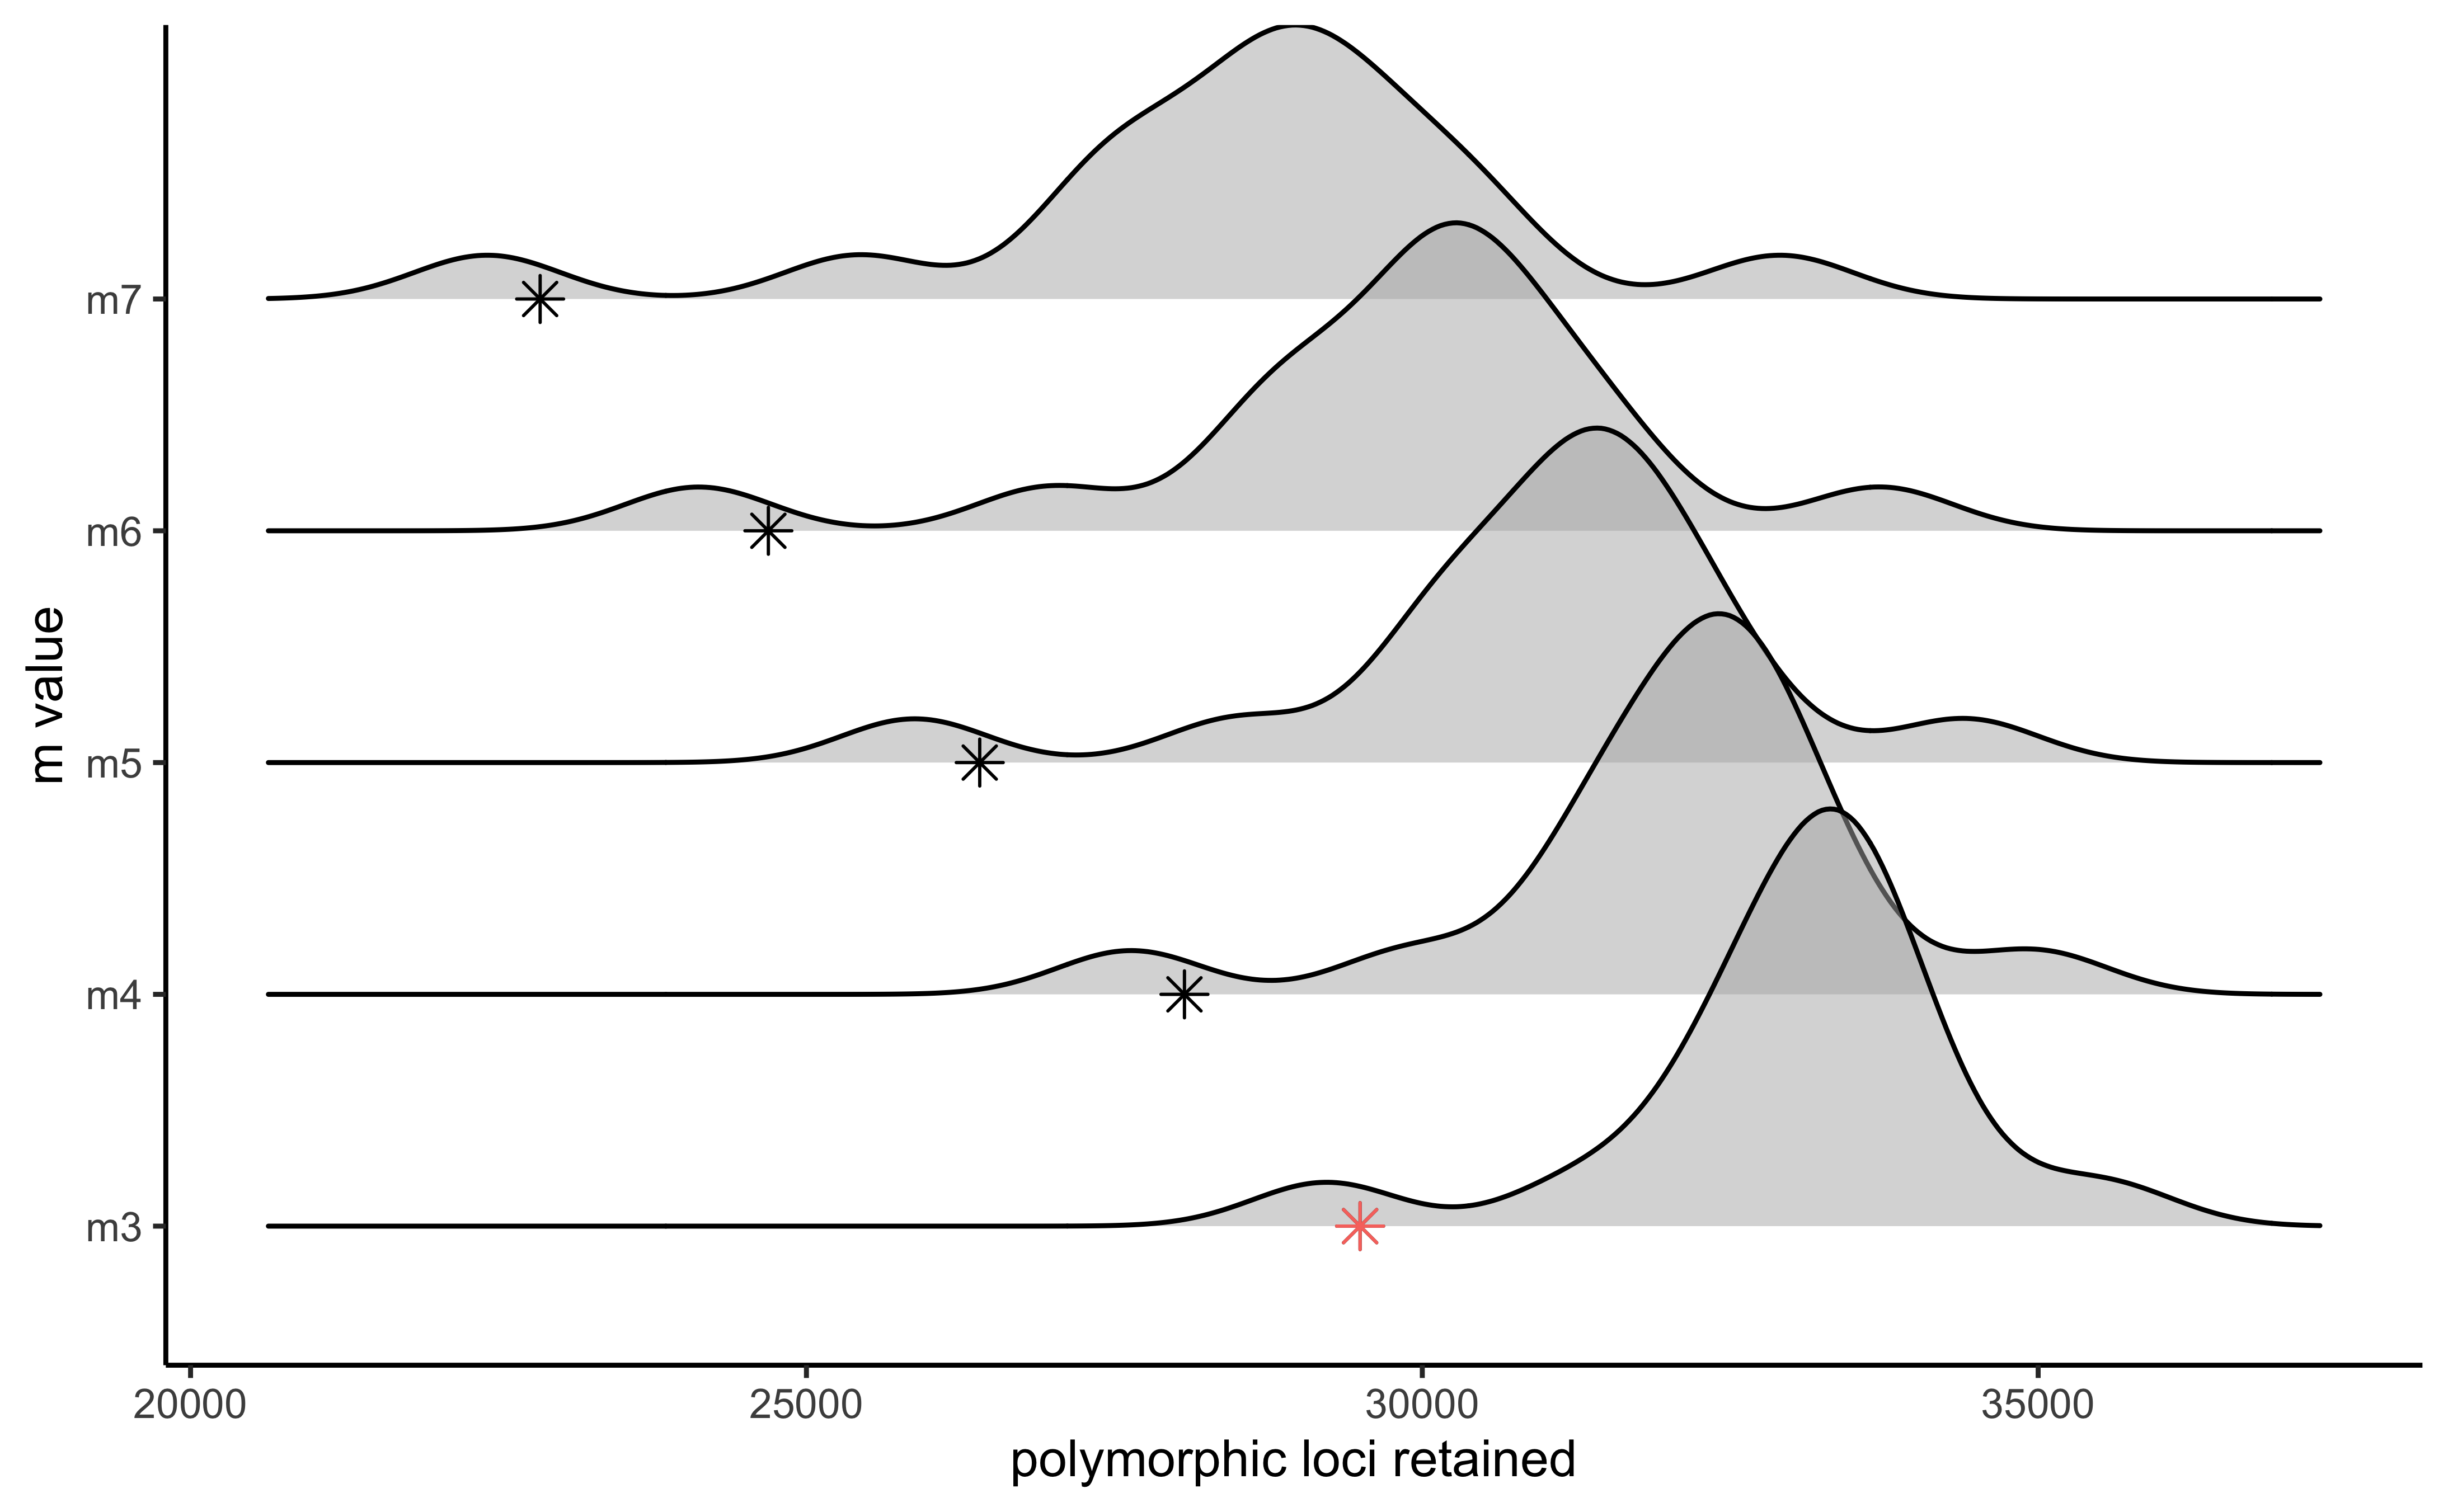 m value
m7
m6
m5
m4
m3
20000 25000 30000 35000
polymorphic loci retained